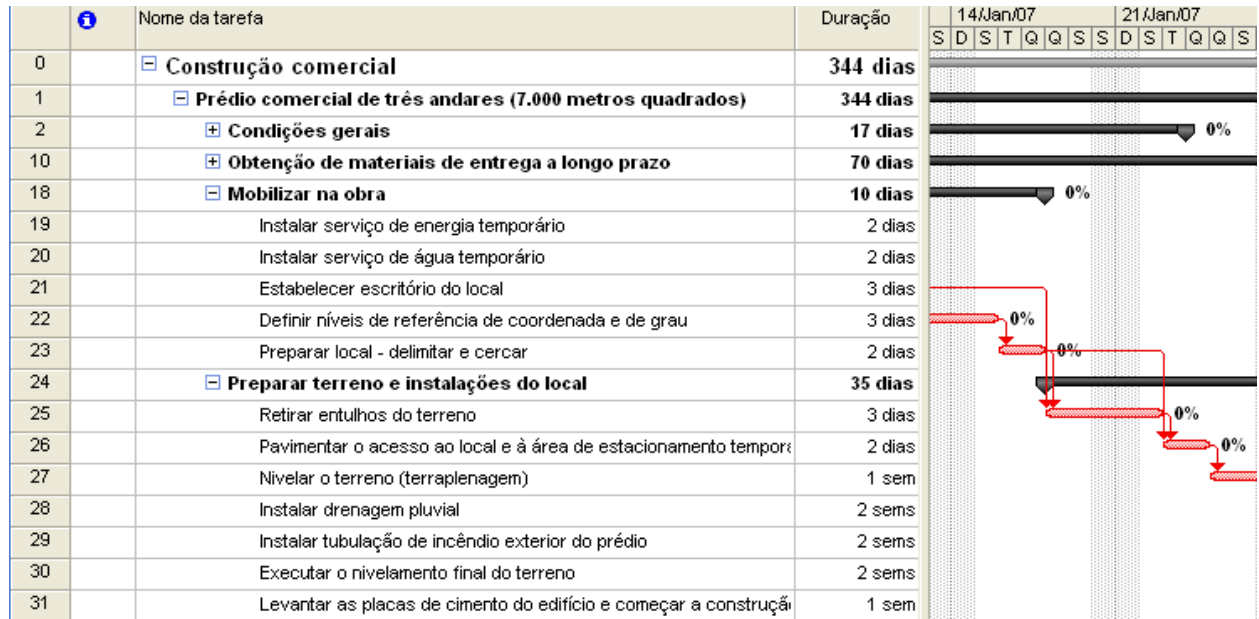 Nome da tarefa Duração 14/Jan/07 21/Jan/07
S D S T Q Q S S D S T Q Q S
0 Construção comercial 344 dias
1 Prédio comercial de três andares (7.000 metros quadrados) 344 dias
2 Condições gerais 17 dias 0%
10 Obtenção de materiais de entrega a longo prazo 70 dias
18 Mobilizar na obra 10 dias 0%
19 Instalar serviço de energia temporário 2 dias
20 Instalar serviço de água temporário 2 dias
21 Estabelecer escritório do local 3 dias
22 Definir níveis de referência de coordenada e de grau 3 dias 0%
23 Preparar local - delimitar e cercar 2 dias 0%
24 Preparar terreno e instalações do local 35 dias
25 Retirar entulhos do terreno 3 dias 0%
26 Pavimentar o acesso ao local e à área de estacionamento tempora 2 dias 0%
27 Nivelar o terreno (terraplenagem) 1 sem
28 Instalar drenagem pluvial 2 sems
29 Instalar tubulação de incêndio exterior do prédio 2 sems
30 Executar o nivelamento final do terreno 2 sems
31 Levantar as placas de cimento do edifício e começar a construçã 1 sem